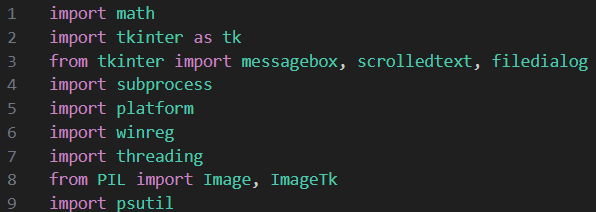 1 import math
2 import tkinter as tk
3 from tkinter import messagebox, scrolledtext, filedialog
4 import subprocess
5 import platform
6 import winreg
7 import threading
8 from PIL import Image, ImageTk
9 import psutil